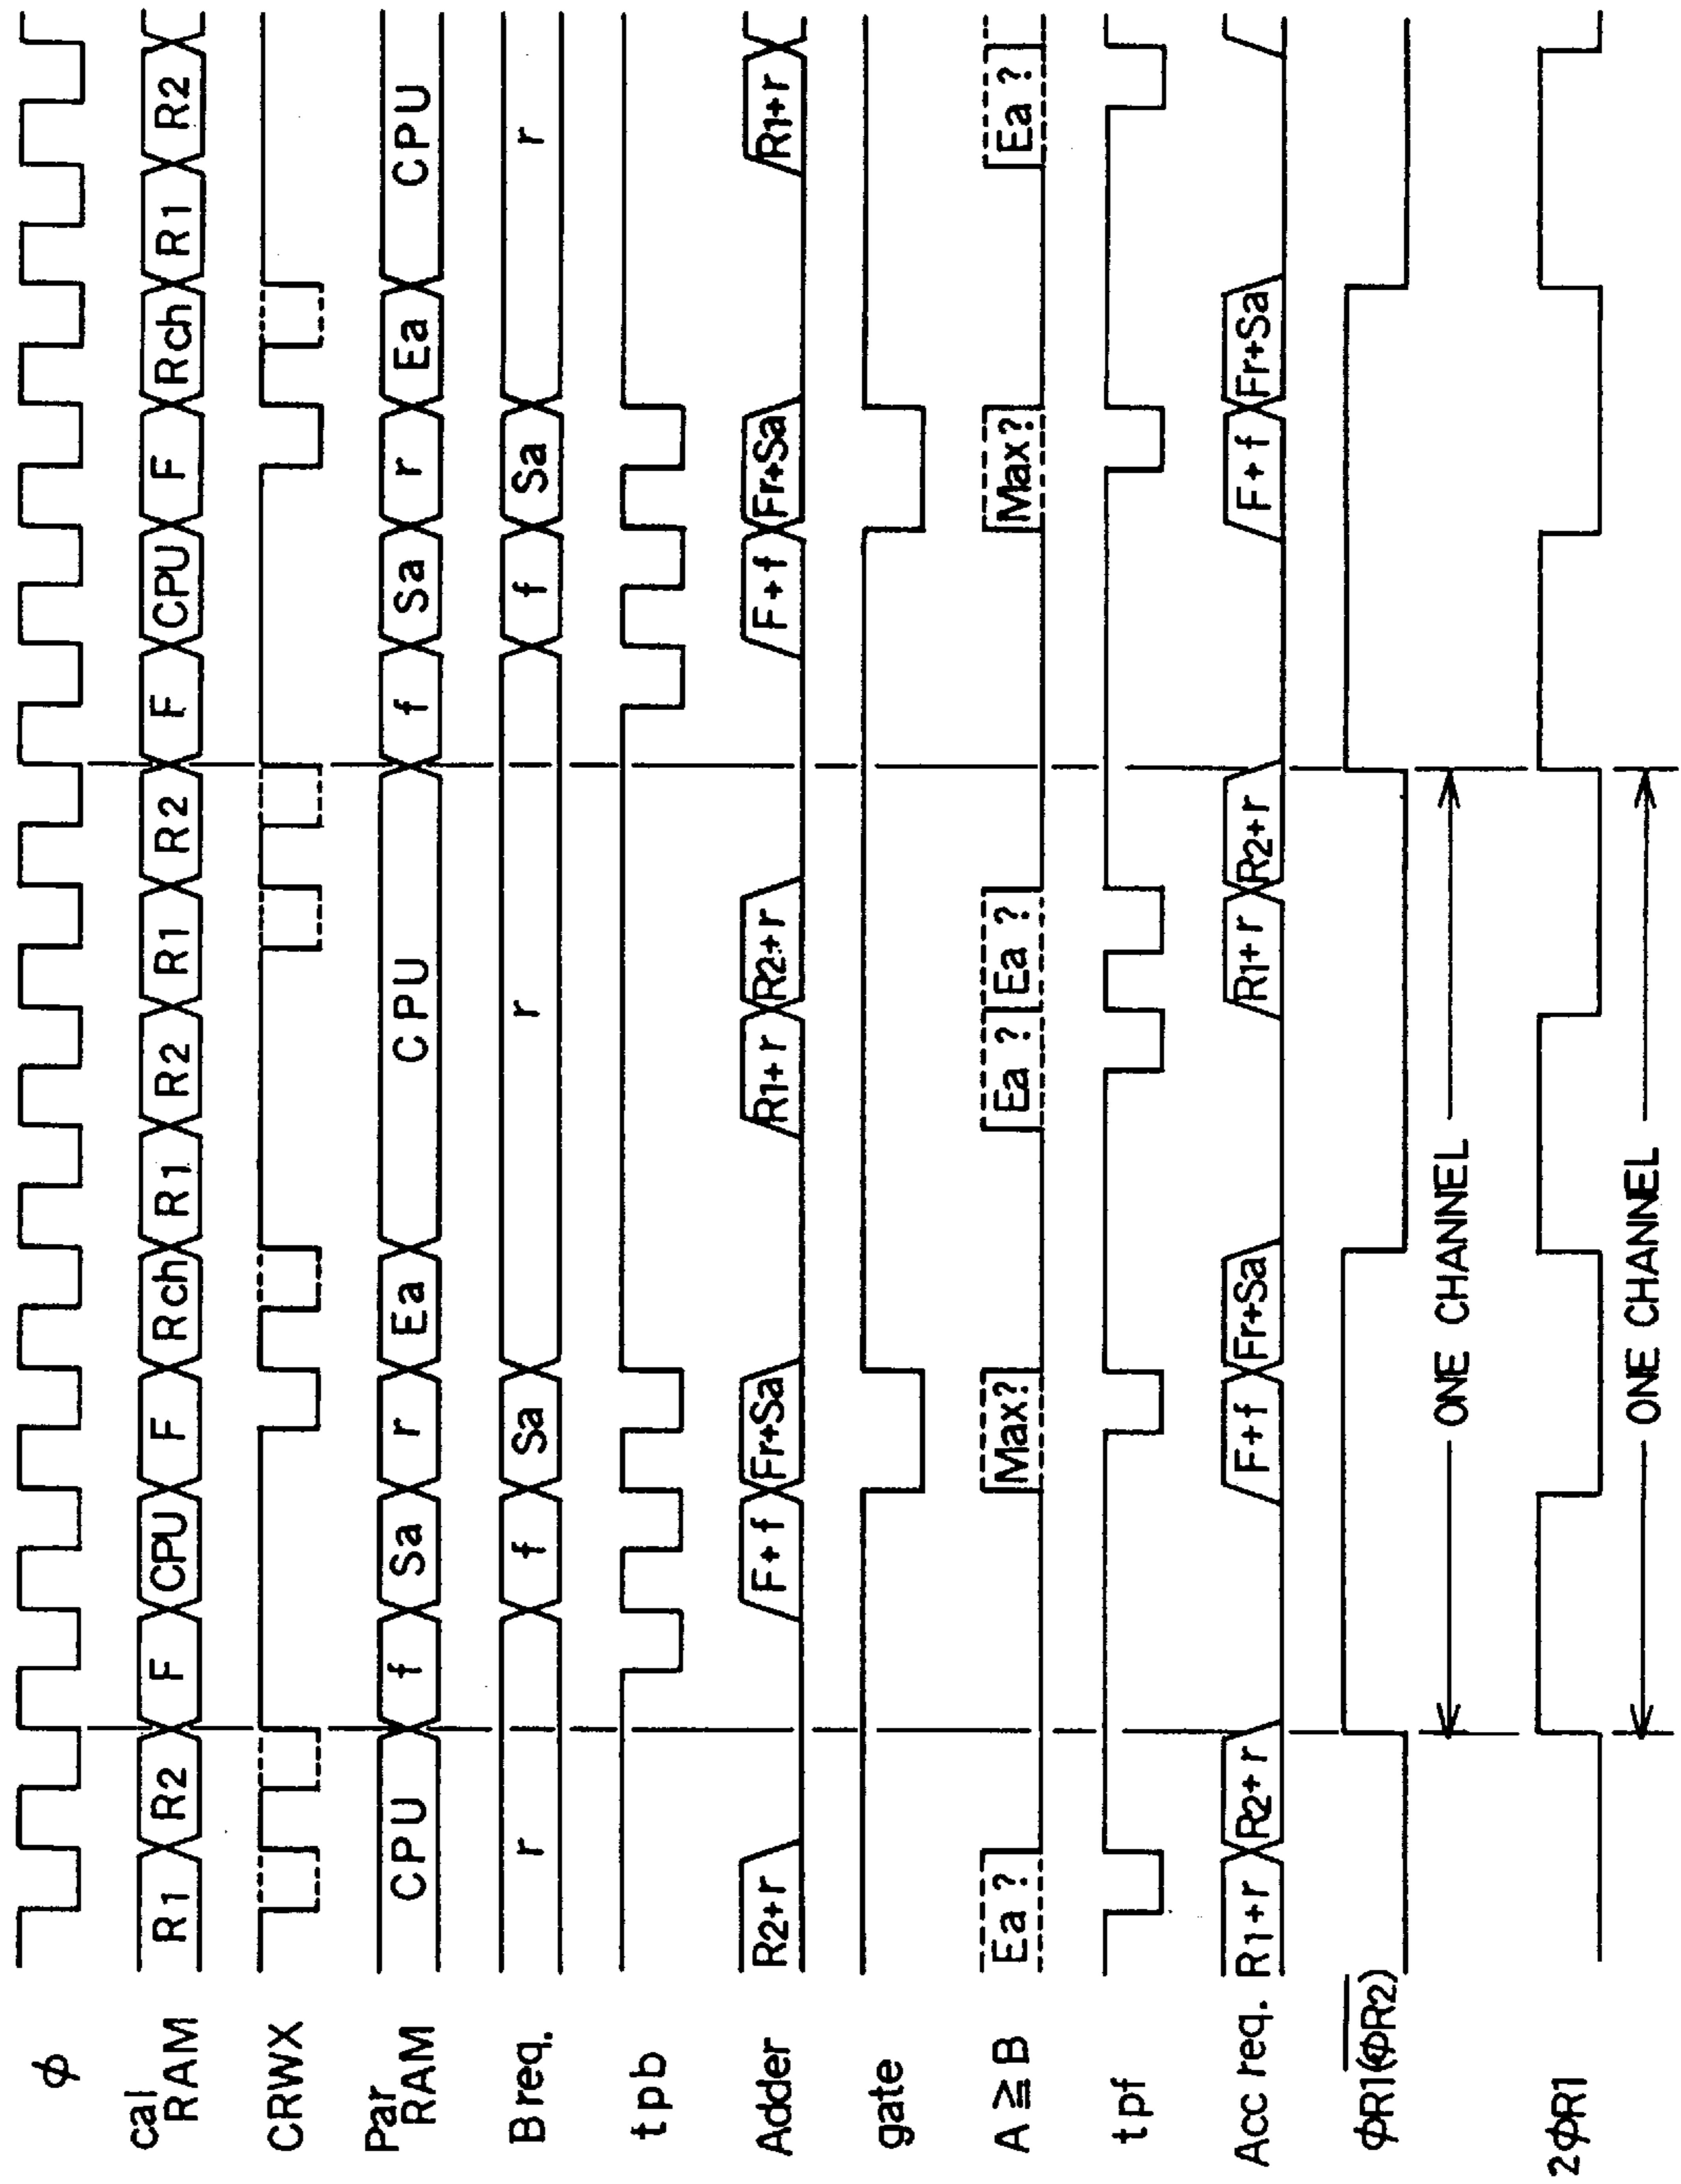 φ
cal RAM R1 R2 F CPU F Rch R1 R2 R1 R2 F CPU F Rch R1 R2
CRWX
Par RAM CPU f Sa r Ea CPU f Sa r Ea CPU
B req. r f Sa r f Sa r
tpb
Adder R2+r F+f Fr+Sa R1+r R2+r F+f Fr+Sa R1+r
gate
A≧B Ea ? Max? Ea ? Ea ? Max? Ea ?
tpf
Acc req. R1+r R2+r F+f Fr+Sa R1+r R2+r F+f Fr+Sa
φR1(φR2)
ONE CHANNEL
2φR1
ONE CHANNEL